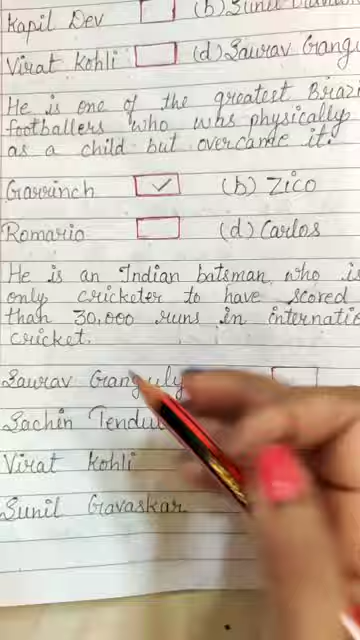 Kapil Dev (b) Sunil
Virat Kohli (d) Saurav Gangu
He is one of the greatest Brazi
footballers who was physically
as a child but overcame it.
Garrinch (b) Zico
Romario (d) Carlos
He is an Indian batsman who is
only cricketer to have scored
than 30,000 runs in internatio
cricket.
Saurav Ganguly
Sachin Tendul
Virat Kohli
Sunil Gavaskar